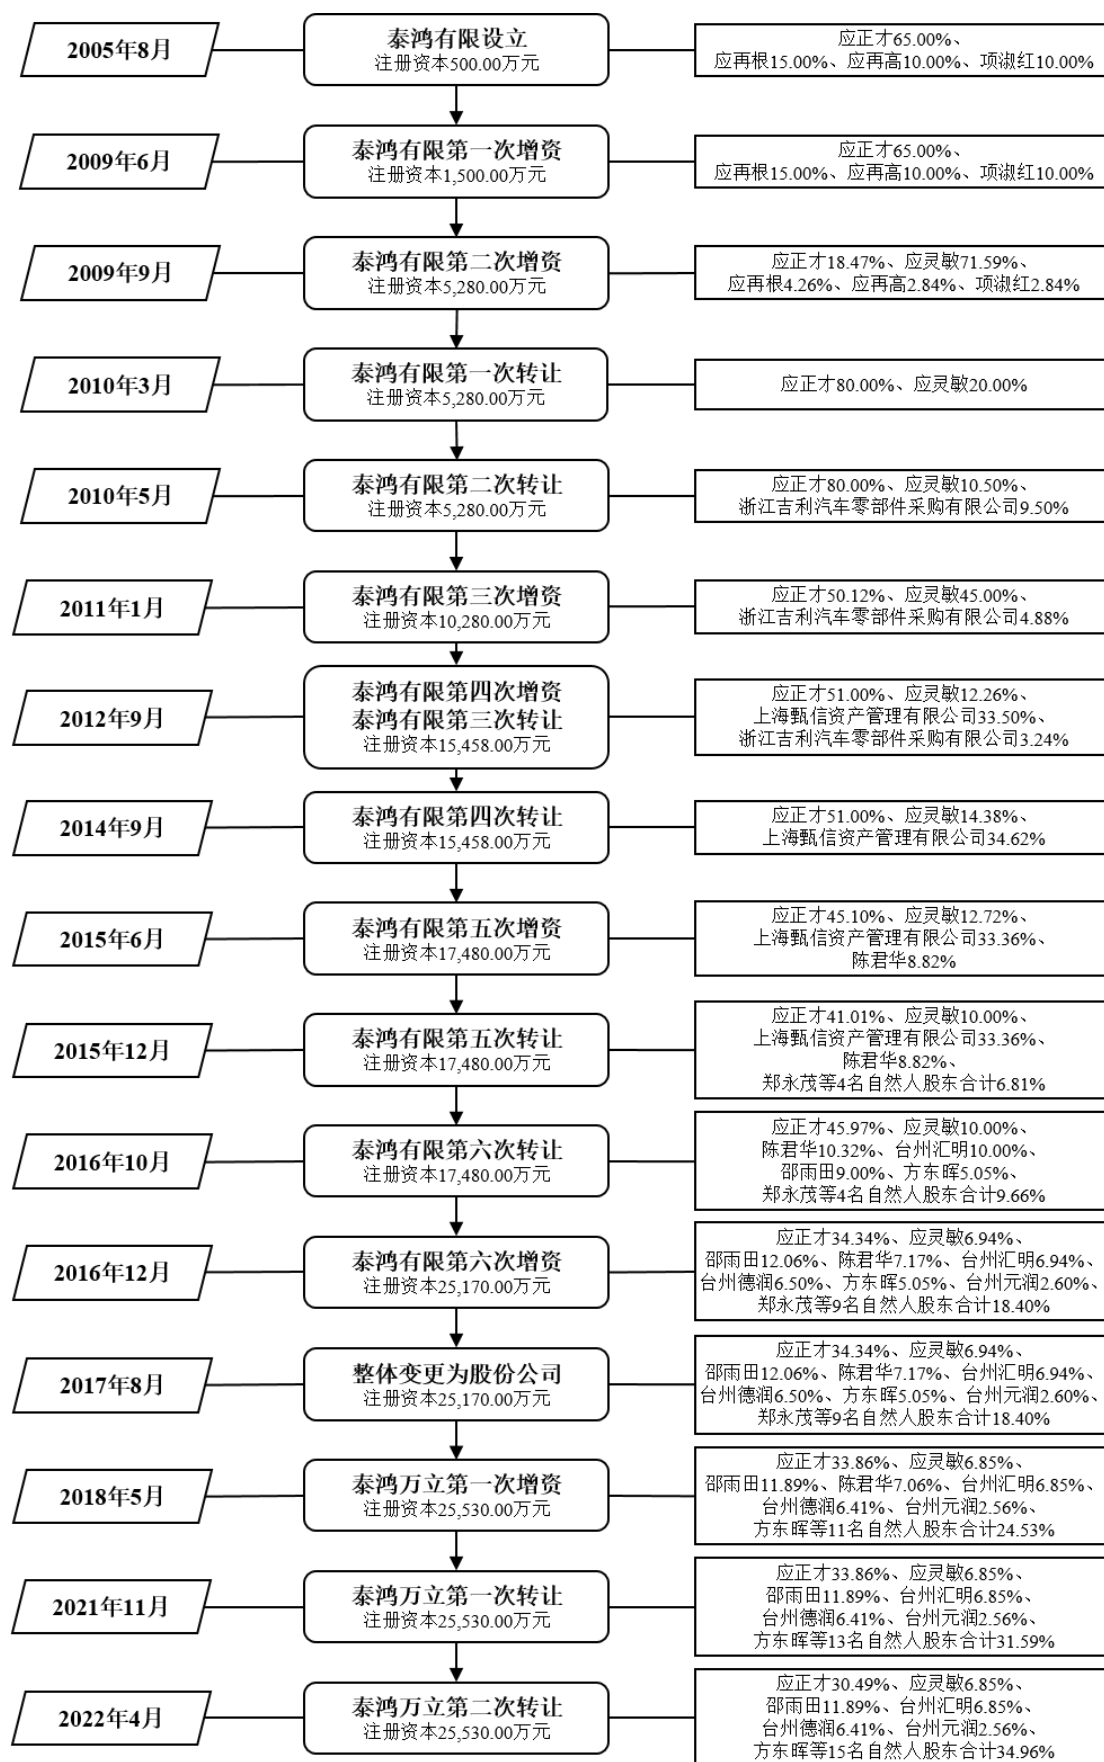 2005年8月
泰鸿有限设立
注册资本500.00万元
应正才65.00%、
应再根15.00%、应再高10.00%、项淑红10.00%
2009年6月
泰鸿有限第一次增资
注册资本1,500.00万元
应正才65.00%、
应再根15.00%、应再高10.00%、项淑红10.00%
2009年9月
泰鸿有限第二次增资
注册资本5,280.00万元
应正才18.47%、应灵敏71.59%、
应再根4.26%、应再高2.84%、项淑红2.84%
2010年3月
泰鸿有限第一次转让
注册资本5,280.00万元
应正才80.00%、应灵敏20.00%
2010年5月
泰鸿有限第二次转让
注册资本5,280.00万元
应正才80.00%、应灵敏10.50%、
浙江吉利汽车零部件采购有限公司9.50%
2011年1月
泰鸿有限第三次增资
注册资本10,280.00万元
应正才50.12%、应灵敏45.00%、
浙江吉利汽车零部件采购有限公司4.88%
2012年9月
泰鸿有限第四次增资
泰鸿有限第三次转让
注册资本15,458.00万元
应正才51.00%、应灵敏12.26%、
上海甄信资产管理有限公司33.50%、
浙江吉利汽车零部件采购有限公司3.24%
2014年9月
泰鸿有限第四次转让
注册资本15,458.00万元
应正才51.00%、应灵敏14.38%、
上海甄信资产管理有限公司34.62%
2015年6月
泰鸿有限第五次增资
注册资本17,480.00万元
应正才45.10%、应灵敏12.72%、
上海甄信资产管理有限公司33.36%、
陈君华8.82%
2015年12月
泰鸿有限第五次转让
注册资本17,480.00万元
应正才41.01%、应灵敏10.00%、
上海甄信资产管理有限公司33.36%、
陈君华8.82%、
郑永茂等4名自然人股东合计6.81%
2016年10月
泰鸿有限第六次转让
注册资本17,480.00万元
应正才45.97%、应灵敏10.00%、
陈君华10.32%、台州汇明10.00%、
邵雨田9.00%、方东晖5.05%、
郑永茂等4名自然人股东合计9.66%
2016年12月
泰鸿有限第六次增资
注册资本25,170.00万元
应正才34.34%、应灵敏6.94%、
邵雨田12.06%、陈君华7.17%、台州汇明6.94%、
台州德润6.50%、方东晖5.05%、台州元润2.60%、
郑永茂等9名自然人股东合计18.40%
2017年8月
整体变更为股份公司
注册资本25,170.00万元
应正才34.34%、应灵敏6.94%、
邵雨田12.06%、陈君华7.17%、台州汇明6.94%、
台州德润6.50%、方东晖5.05%、台州元润2.60%、
郑永茂等9名自然人股东合计18.40%
2018年5月
泰鸿万立第一次增资
注册资本25,530.00万元
应正才33.86%、应灵敏6.85%、
邵雨田11.89%、陈君华7.06%、台州汇明6.85%、
台州德润6.41%、台州元润2.56%、
方东晖等11名自然人股东合计24.53%
2021年11月
泰鸿万立第一次转让
注册资本25,530.00万元
应正才33.86%、应灵敏6.85%、
邵雨田11.89%、台州汇明6.85%、
台州德润6.41%、台州元润2.56%、
方东晖等13名自然人股东合计31.59%
2022年4月
泰鸿万立第二次转让
注册资本25,530.00万元
应正才30.49%、应灵敏6.85%、
邵雨田11.89%、台州汇明6.85%、
台州德润6.41%、台州元润2.56%、
方东晖等15名自然人股东合计34.96%